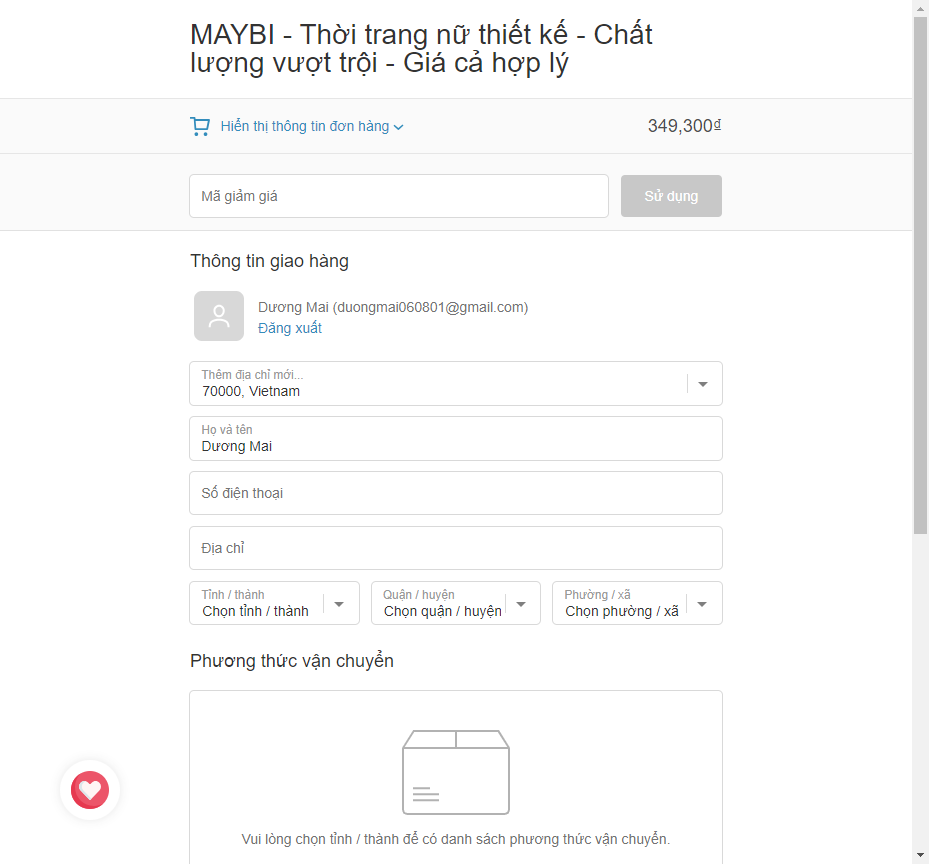 MAYBI - Thời trang nữ thiết kế - Chất
lượng vượt trội - Giá cả hợp lý
Hiển thị thông tin đơn hàng
349,300₫
Mã giảm giá
Sử dụng
Thông tin giao hàng
Dương Mai (duongmai060801@gmail.com)
Đăng xuất
Thêm địa chỉ mới...
70000, Vietnam
Họ và tên
Dương Mai
Số điện thoại
Địa chỉ
Tỉnh / thành
Chọn tỉnh / thành
Quận / huyện
Chọn quận / huyện
Phường / xã
Chọn phường / xã
Phương thức vận chuyển
Vui lòng chọn tỉnh / thành để có danh sách phương thức vận chuyển.